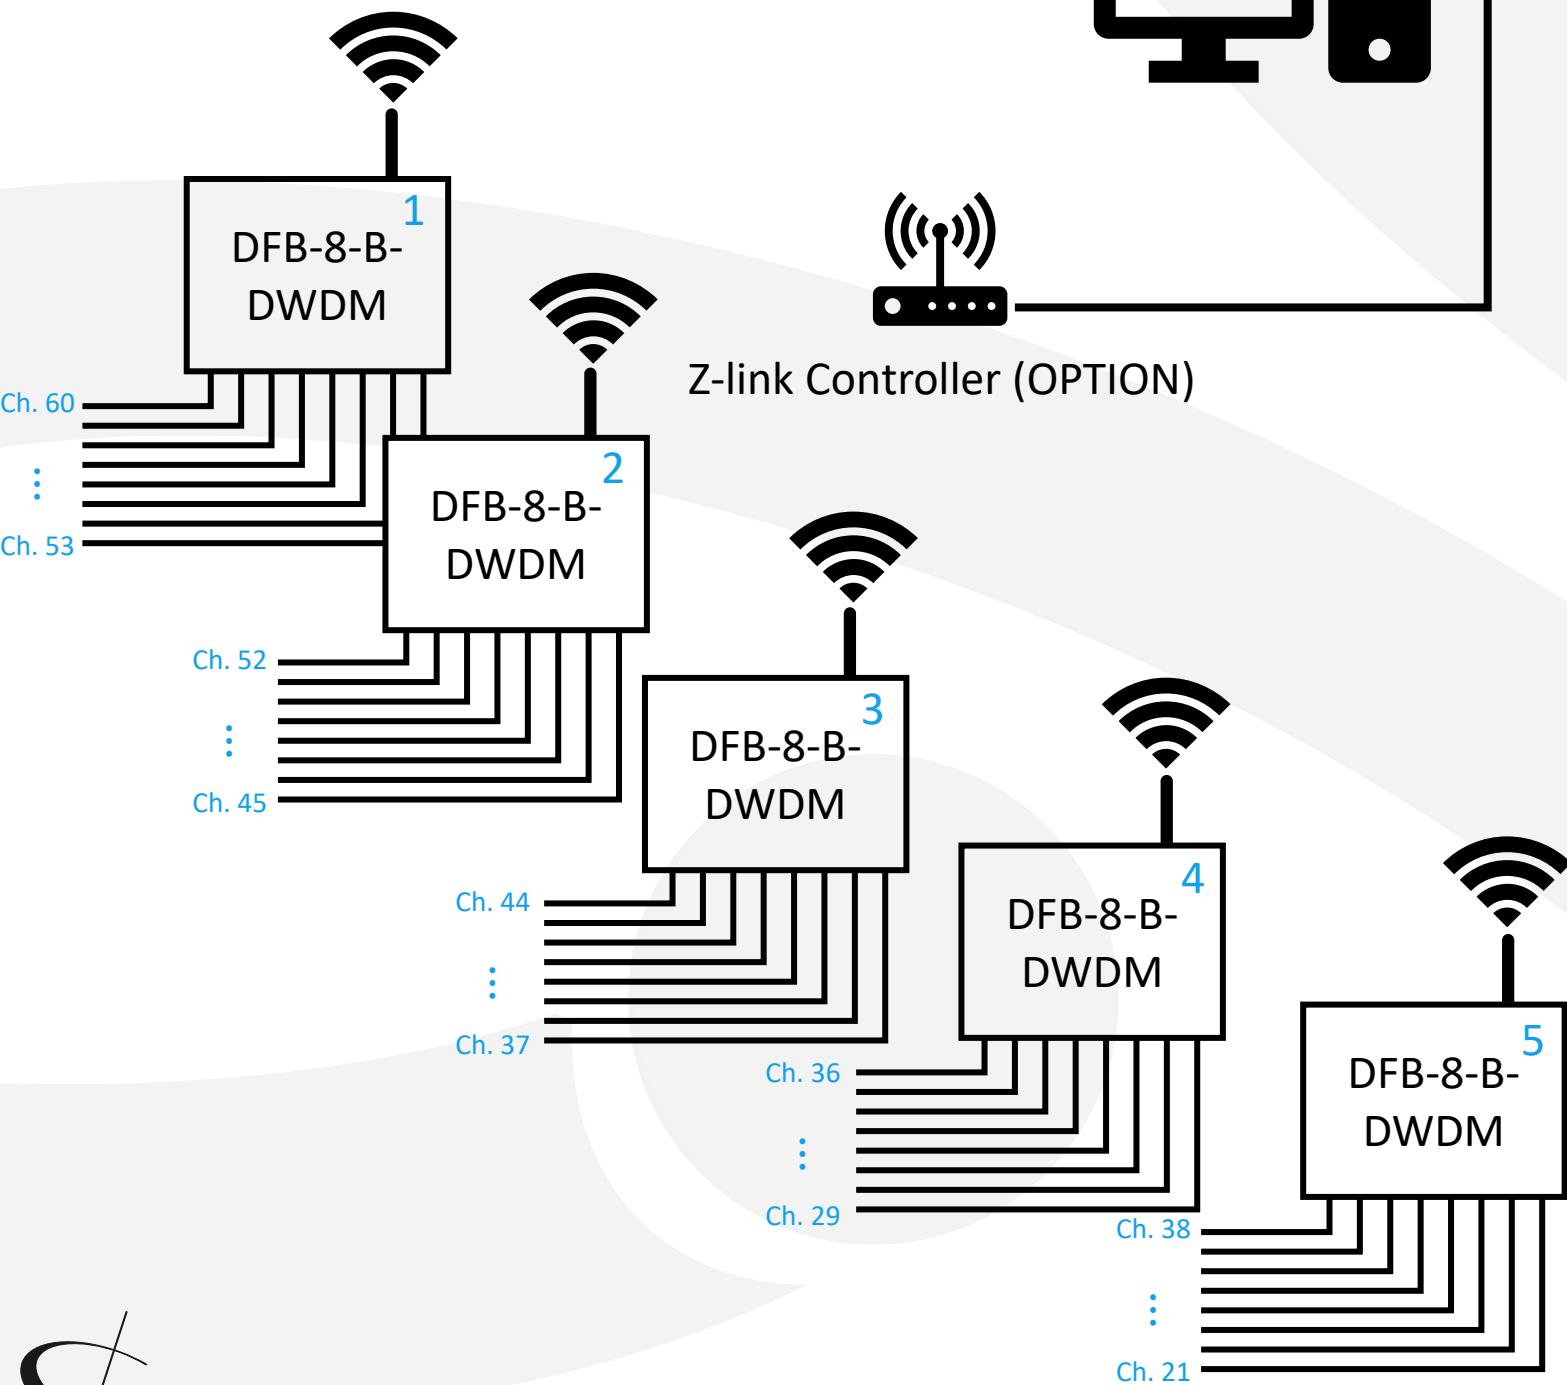 1
DFB-8-B-
DWDM
Ch. 60
⋮
Ch. 53
Z-link Controller (OPTION)
2
DFB-8-B-
DWDM
Ch. 52
⋮
Ch. 45
3
DFB-8-B-
DWDM
Ch. 44
⋮
Ch. 37
4
DFB-8-B-
DWDM
Ch. 36
⋮
Ch. 29
5
DFB-8-B-
DWDM
Ch. 38
⋮
Ch. 21